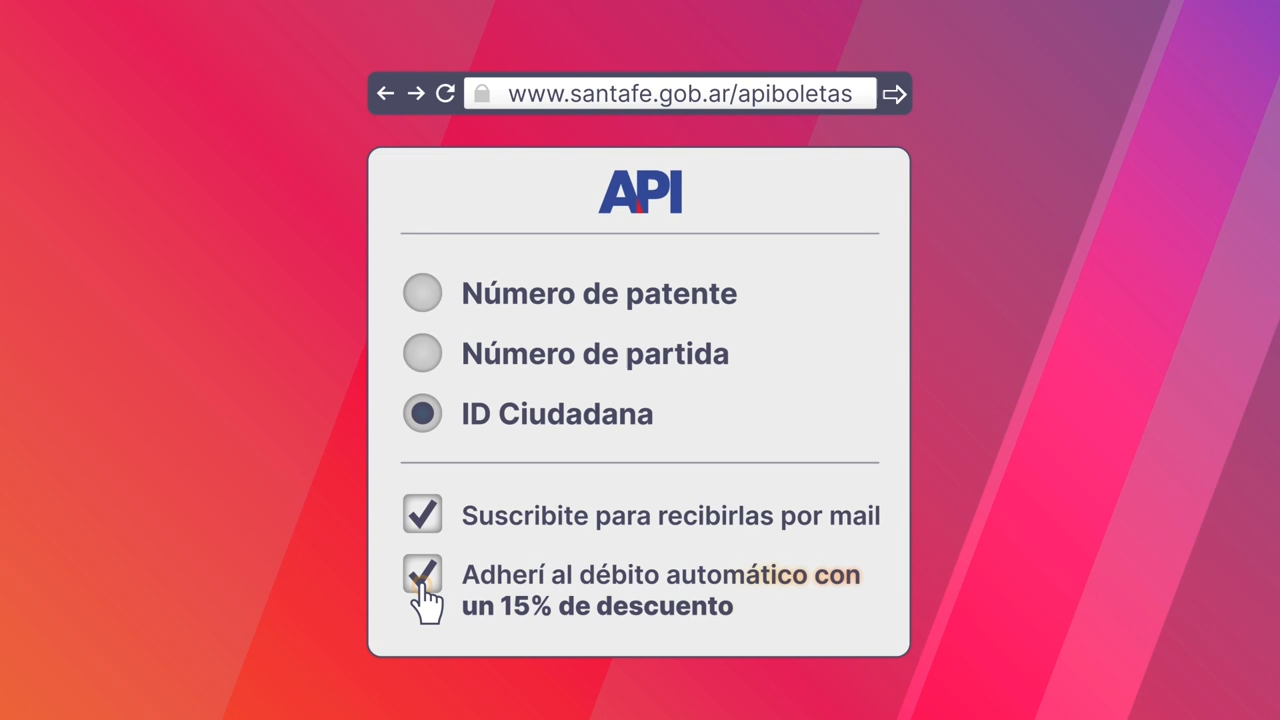 www.santafe.gob.ar/apiboletas
API
Número de patente
Número de partida
ID Ciudadana
Suscribite para recibirlas por mail
Adherí al débito automático con
un 15% de descuento